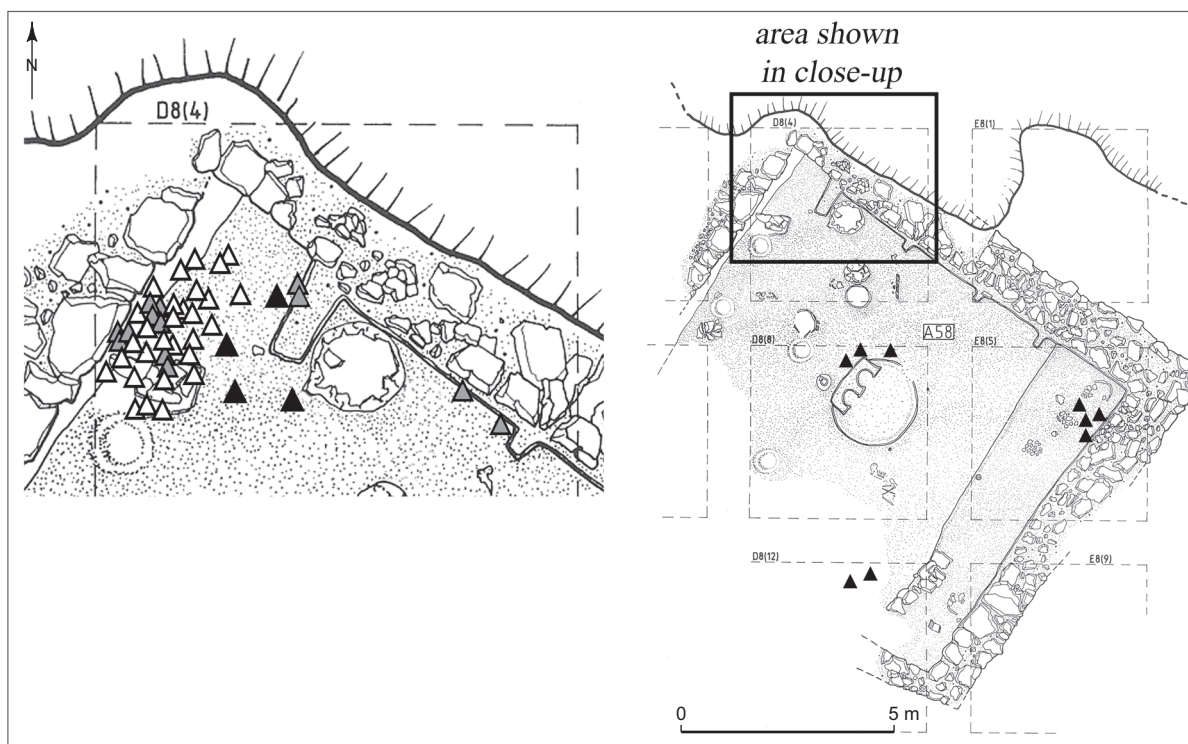 N
D8(4)
area shown
in close-up
D8(4)
E8(1)
A58
D8(8)
E8(5)
D8(12)
E8(9)
0
5 m